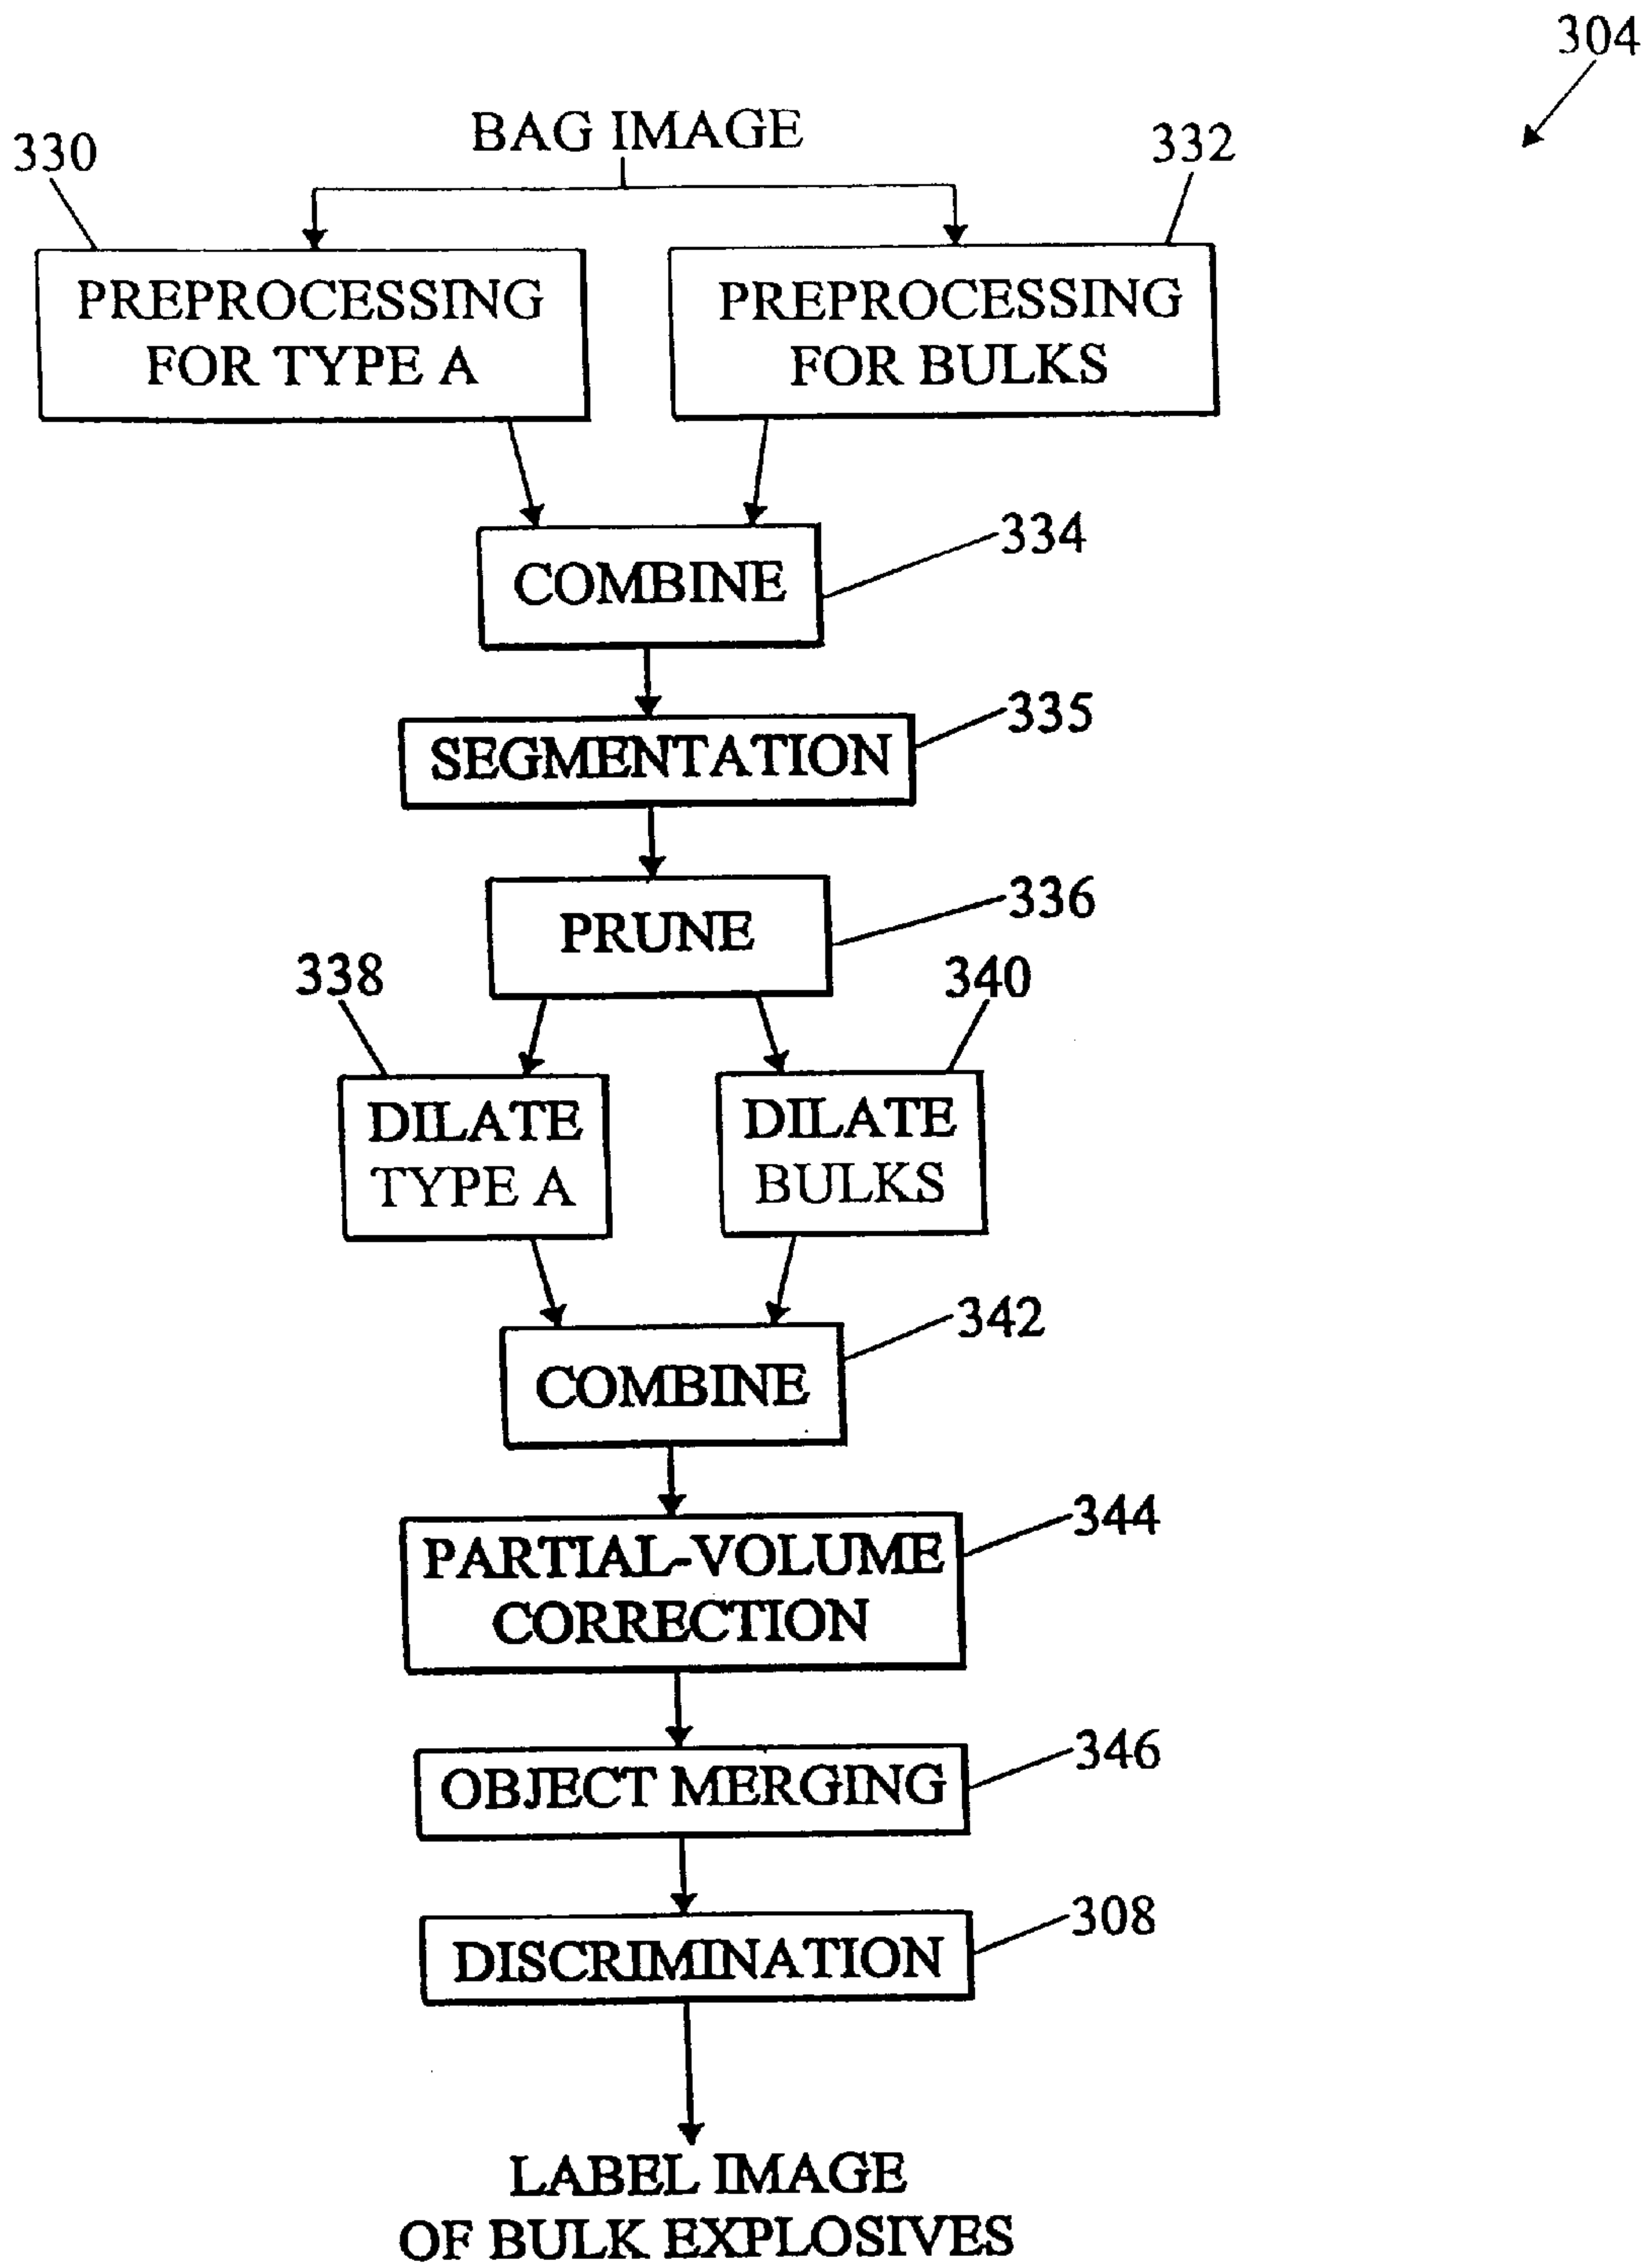 304
BAG IMAGE
330
332
PREPROCESSING
FOR TYPE A
PREPROCESSING
FOR BULKS
COMBINE
334
SEGMENTATION
335
PRUNE
336
338
340
DILATE
TYPE A
DILATE
BULKS
COMBINE
342
PARTIAL-VOLUME
CORRECTION
344
OBJECT MERGING
346
DISCRIMINATION
308
LABEL IMAGE
OF BULK EXPLOSIVES